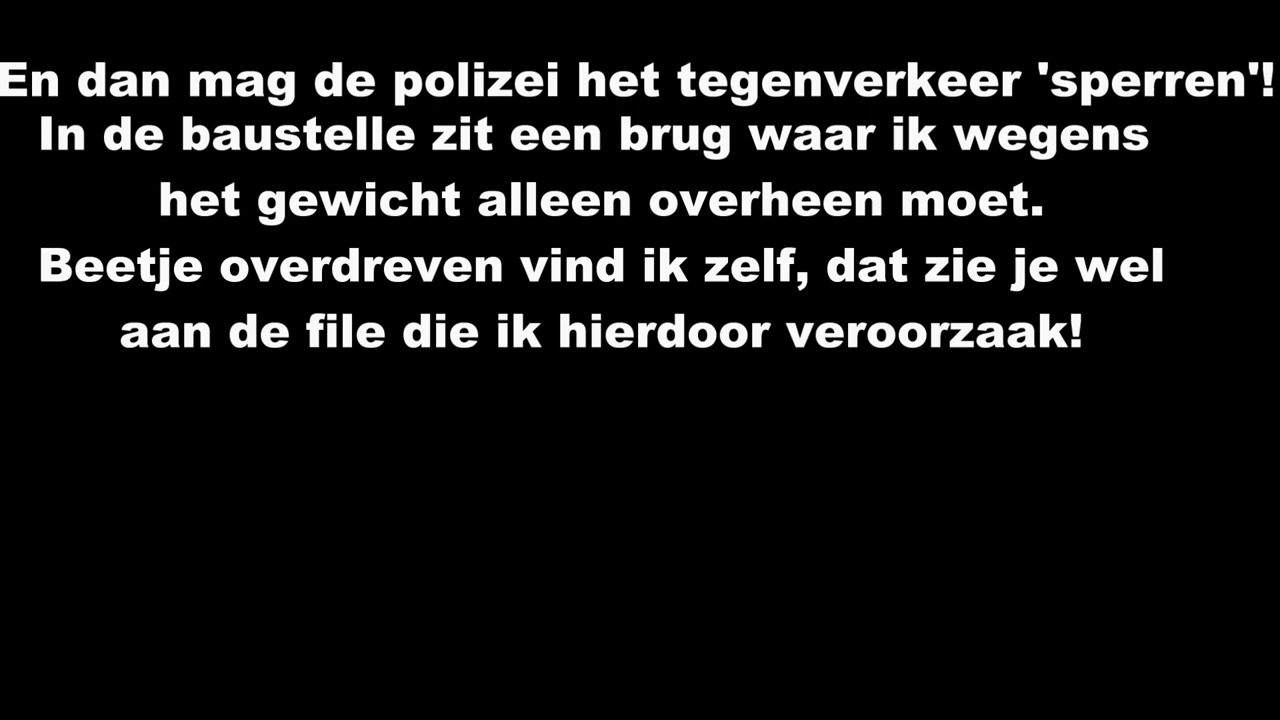 En dan mag de polizei het tegenverkeer 'sperren'!
In de baustelle zit een brug waar ik wegens
het gewicht alleen overheen moet.
Beetje overdreven vind ik zelf, dat zie je wel
aan de file die ik hierdoor veroorzaak!